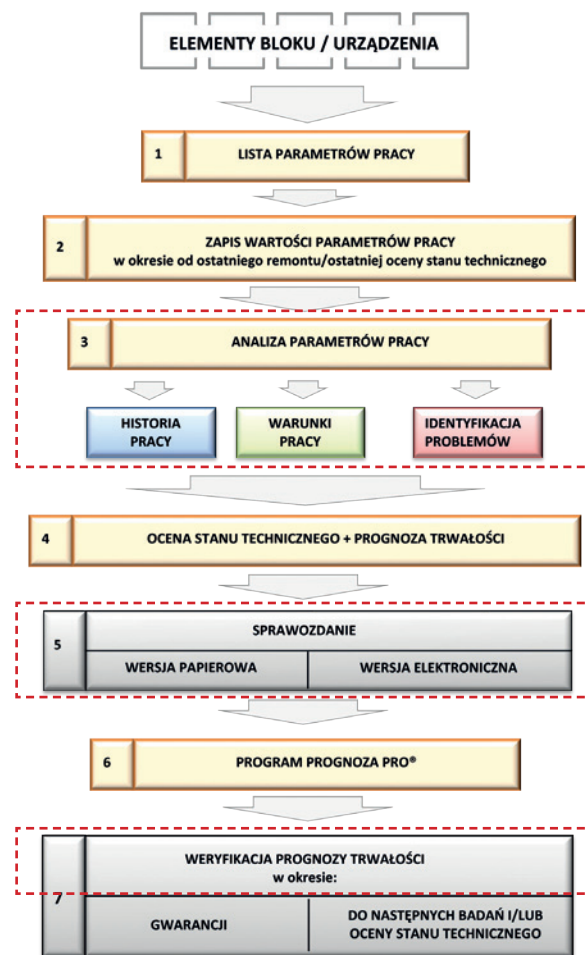 ELEMENTY BLOKU / URZĄDZENIA
1
LISTA PARAMETRÓW PRACY
2
ZAPIS WARTOŚCI PARAMETRÓW PRACY
w okresie od ostatniego remontu/ostatniej oceny stanu technicznego
3
ANALIZA PARAMETRÓW PRACY
HISTORIA
PRACY
WARUNKI
PRACY
IDENTYFIKACJA
PROBLEMÓW
4
OCENA STANU TECHNICZNEGO + PROGNOZA TRWAŁOŚCI
5
SPRAWOZDANIE
WERSJA PAPIEROWA
WERSJA ELEKTRONICZNA
6
PROGRAM PROGNOZA PRO®
7
WERYFIKACJA PROGNOZY TRWAŁOŚCI
w okresie:
GWARANCJI
DO NASTĘPNYCH BADAŃ I/LUB
OCENY STANU TECHNICZNEGO